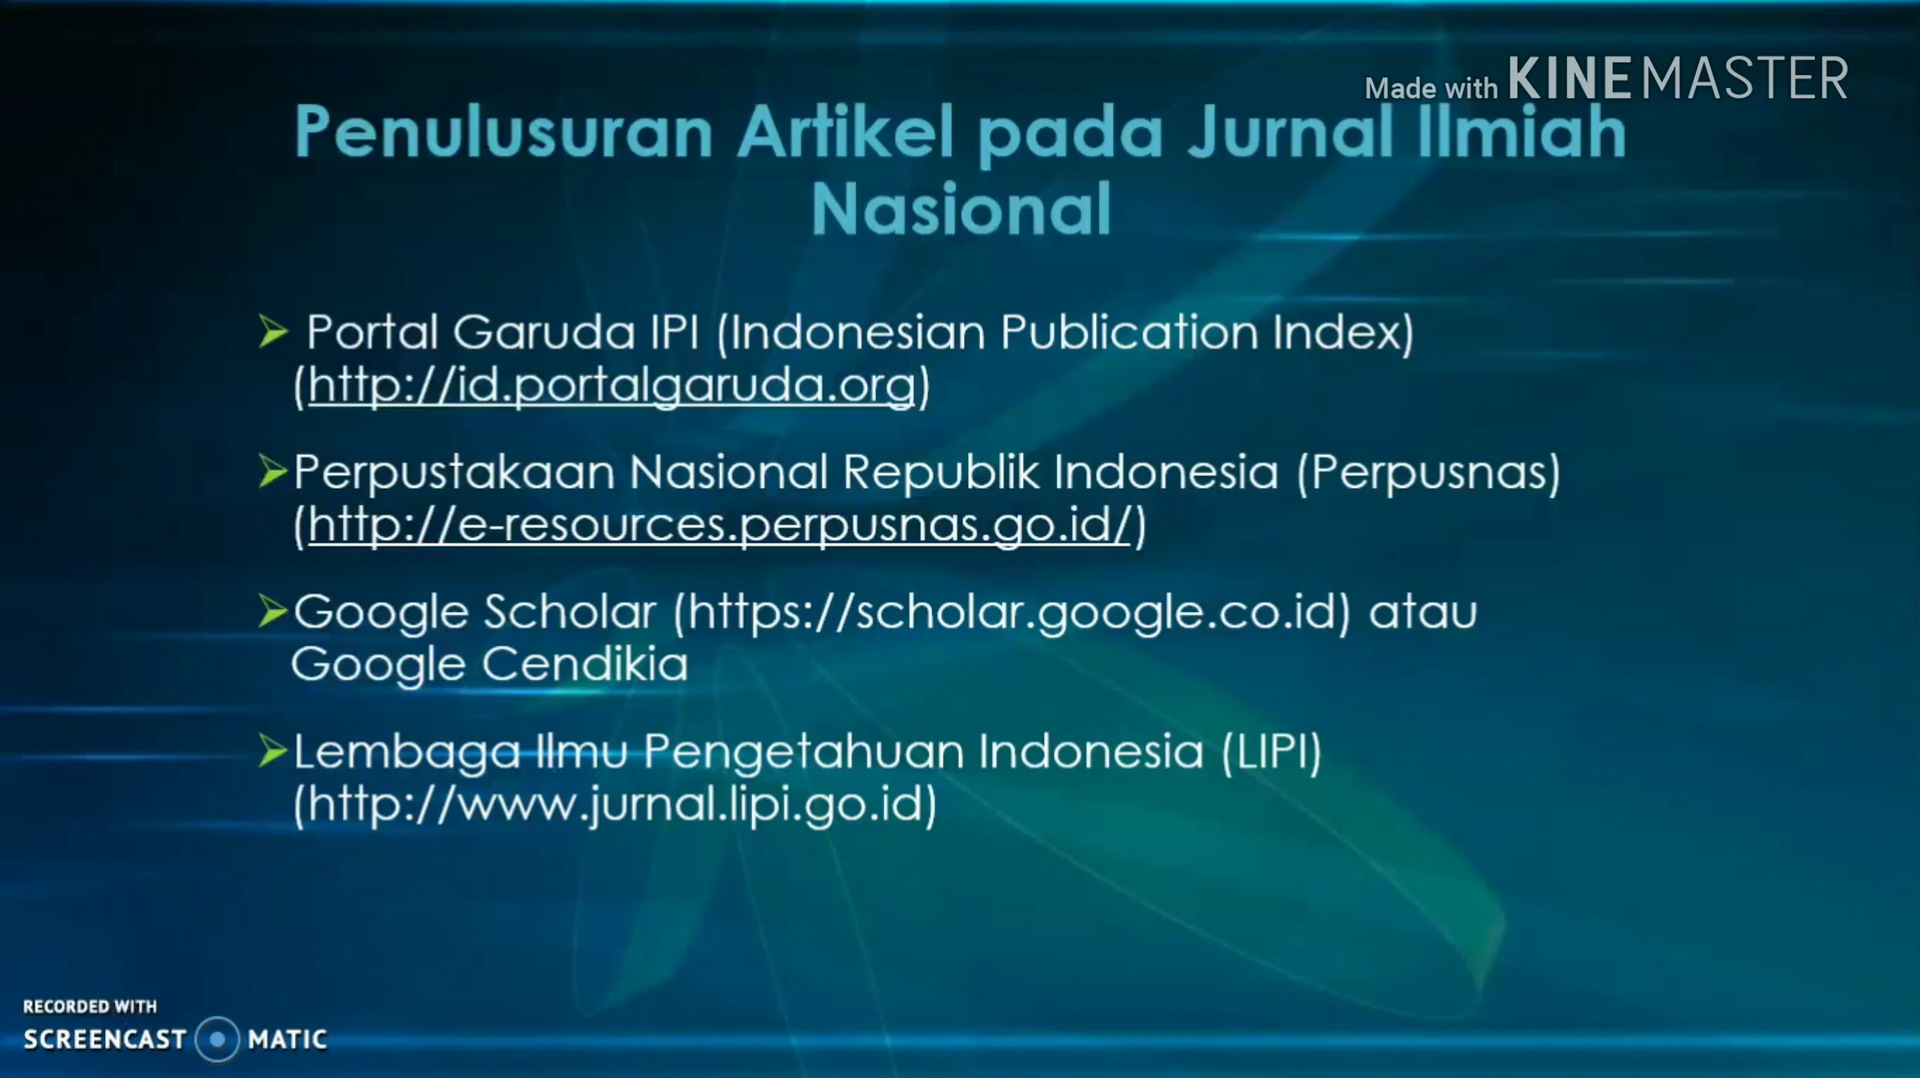 Made with KINEMASTER
Penulusuran Artikel pada Jurnal Ilmiah
Nasional
➢ Portal Garuda IPI (Indonesian Publication Index)
(http://id.portalgaruda.org)
➢Perpustakaan Nasional Republik Indonesia (Perpusnas)
(http://e-resources.perpusnas.go.id/)
➢Google Scholar (https://scholar.google.co.id) atau
Google Cendikia
➢Lembaga Ilmu Pengetahuan Indonesia (LIPI)
(http://www.jurnal.lipi.go.id)
RECORDED WITH
SCREENCAST MATIC